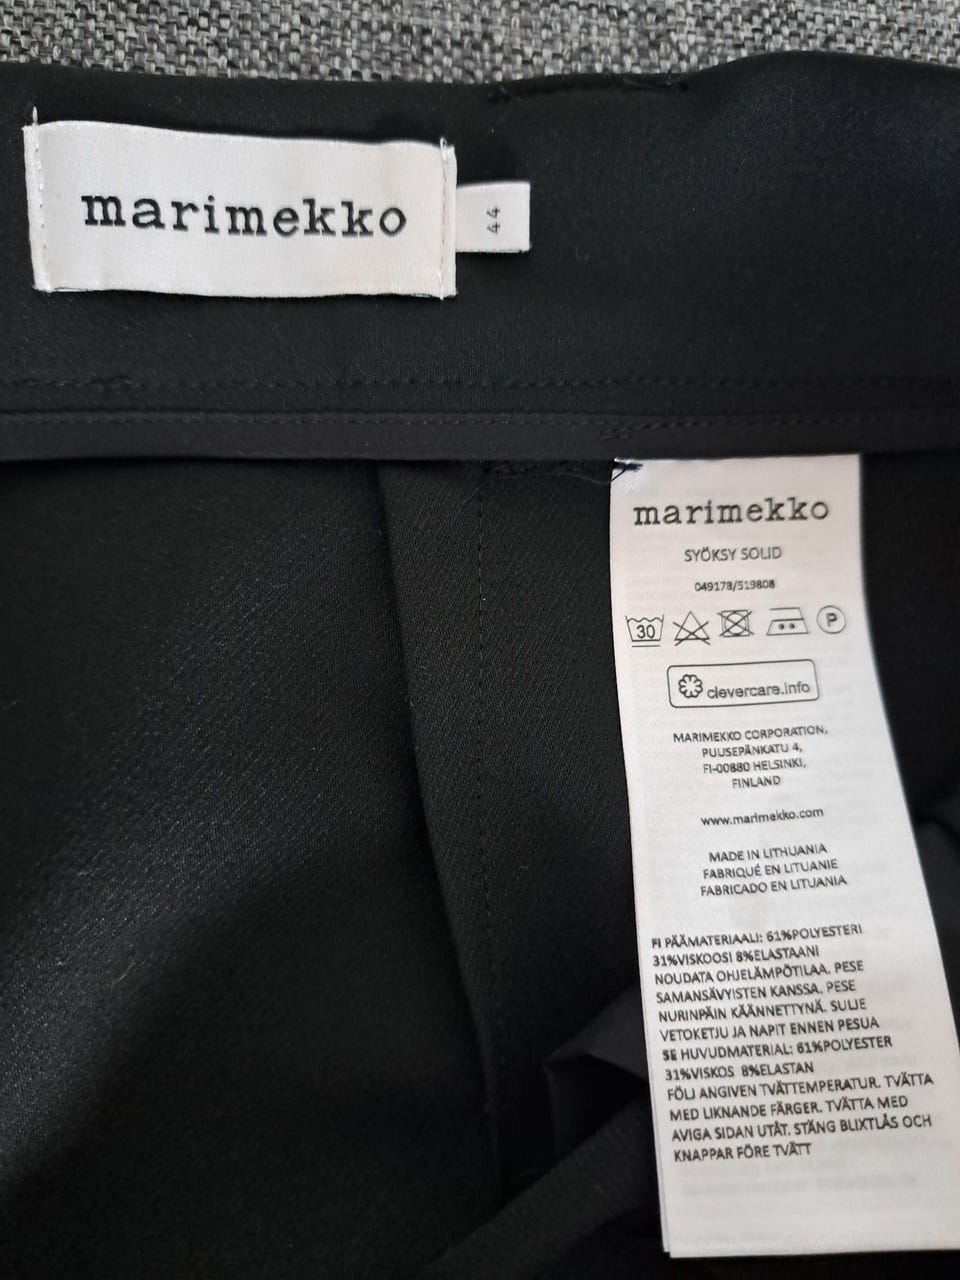 marimekko
44
marimekko
SYÖKSY SOLID
049178/519808
30
P
clevercare.info
MARIMEKKO CORPORATION,
PUUSEPÄNKATU 4,
FI-00880 HELSINKI,
FINLAND
www.marimekko.com
MADE IN LITHUANIA
FABRIQUÉ EN LITUANIE
FABRICADO EN LITUANIA
FI PÄÄMATERIAALI: 61%POLYESTERI
31%VISKOOSI 8%ELASTAANI
NOUDATA OHJELÄMPÖTILAA. PESE
SAMANSÄVYISTEN KANSSA. PESE
NURINPÄIN KÄÄNNETTYNÄ. SULJE
VETOKETJU JA NAPIT ENNEN PESUA
SE HUVUDMATERIAL: 61%POLYESTER
31%VISKOS 8%ELASTAN
FÖLJ ANGIVEN TVÄTTEMPERATUR. TVÄTTA
MED LIKNANDE FÄRGER. TVÄTTA MED
AVIGA SIDAN UTÅT. STÄNG BLIXTLÅS OCH
KNAPPAR FÖRE TVÄTT